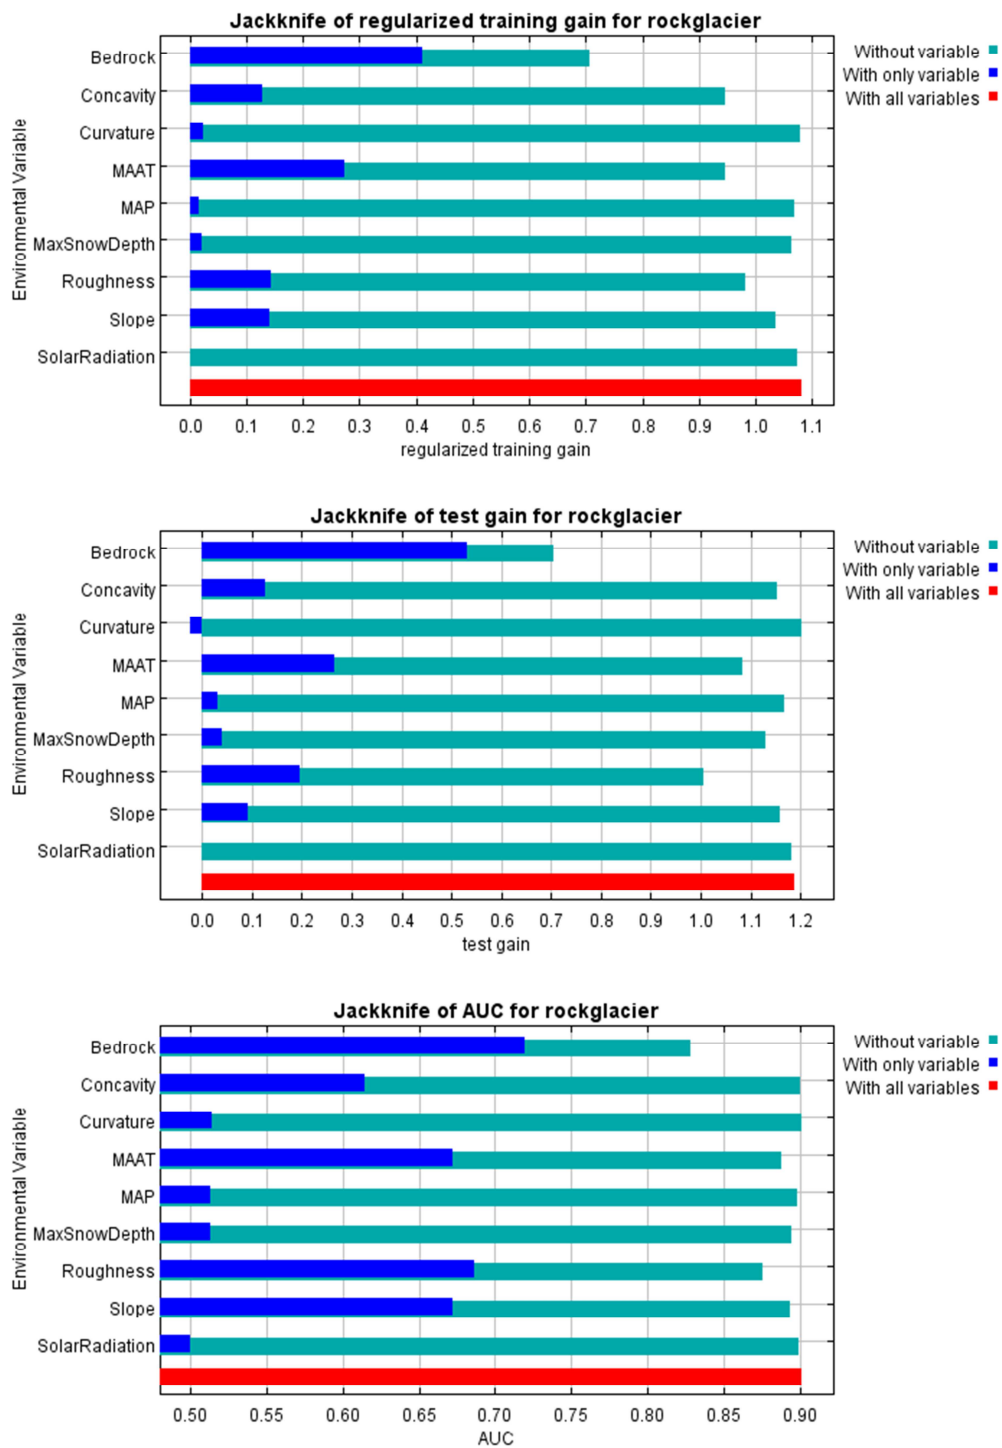 Jackknife of regularized training gain for rockglacier
Environmental Variable
Bedrock
Concavity
Curvature
MAAT
MAP
MaxSnowDepth
Roughness
Slope
SolarRadiation
Without variable
With only variable
With all variables
0.0 0.1 0.2 0.3 0.4 0.5 0.6 0.7 0.8 0.9 1.0 1.1
regularized training gain
Jackknife of test gain for rockglacier
Environmental Variable
Bedrock
Concavity
Curvature
MAAT
MAP
MaxSnowDepth
Roughness
Slope
SolarRadiation
Without variable
With only variable
With all variables
0.0 0.1 0.2 0.3 0.4 0.5 0.6 0.7 0.8 0.9 1.0 1.1 1.2
test gain
Jackknife of AUC for rockglacier
Environmental Variable
Bedrock
Concavity
Curvature
MAAT
MAP
MaxSnowDepth
Roughness
Slope
SolarRadiation
Without variable
With only variable
With all variables
0.50 0.55 0.60 0.65 0.70 0.75 0.80 0.85 0.90
AUC